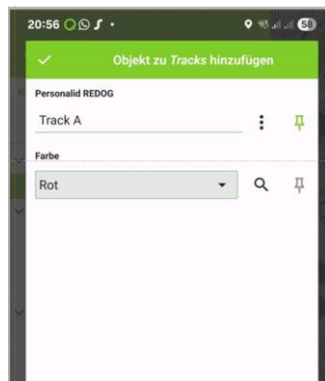 20:56
58
Objekt zu Tracks hinzufügen
Personalid REDOG
Track A
Farbe
Rot